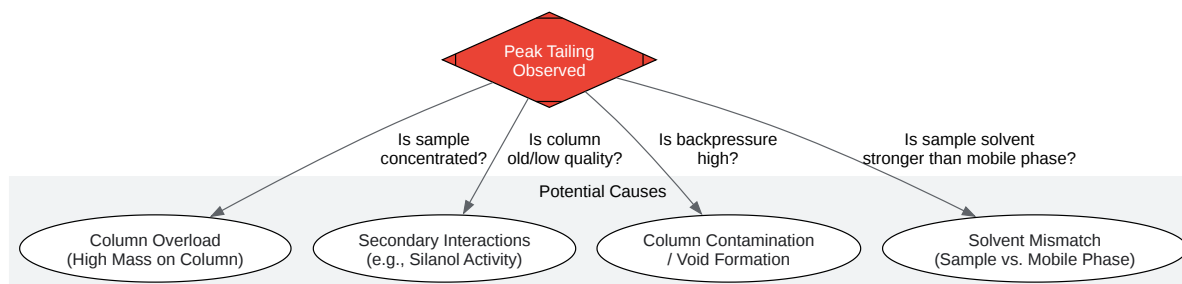 Peak Tailing
Observed
Is sample
concentrated?
Is column
old/low quality?
Is backpressure
high?
Is sample solvent
stronger than mobile phase?
Potential Causes
Column Overload
(High Mass on Column)
Secondary Interactions
(e.g., Silanol Activity)
Column Contamination
/ Void Formation
Solvent Mismatch
(Sample vs. Mobile Phase)